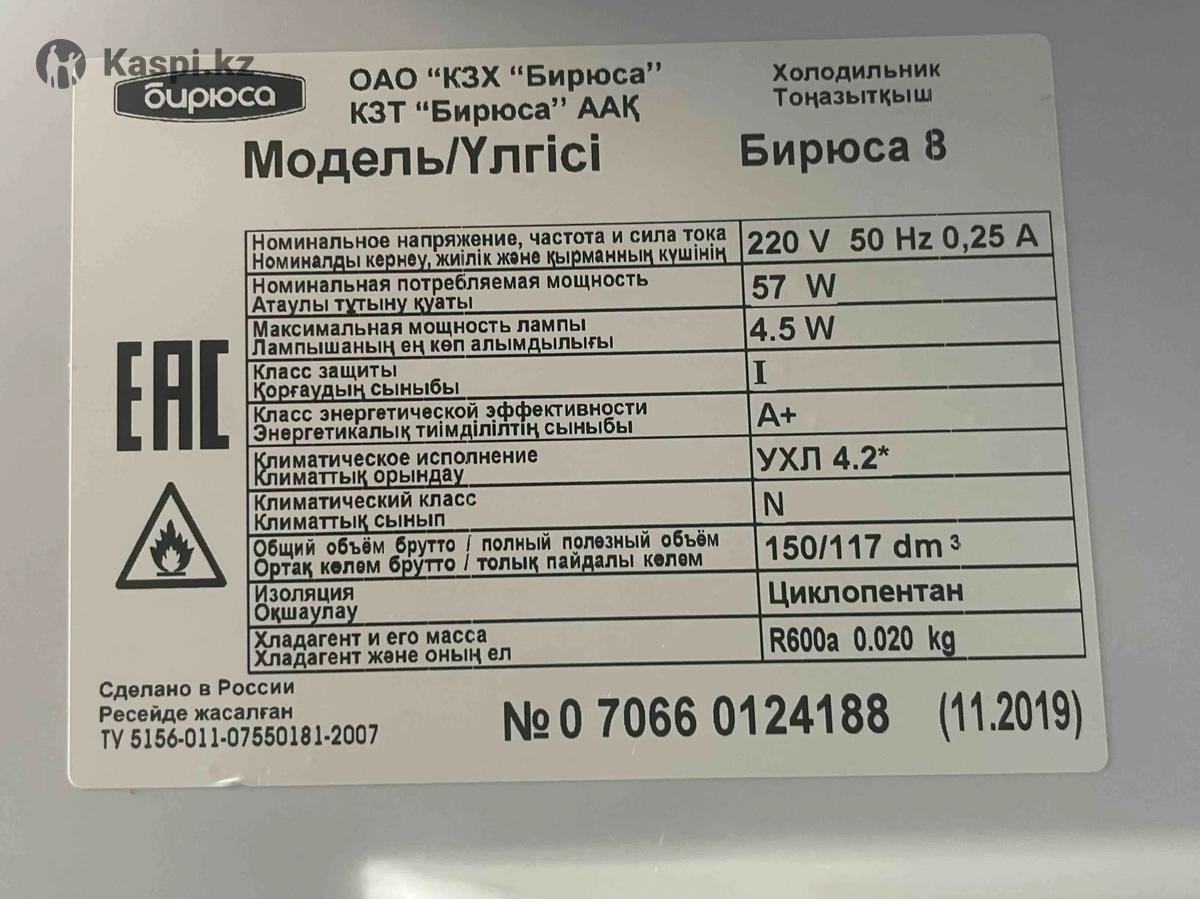 Kaspi.kz
бирюса
ОАО “КЗХ “Бирюса”
КЗТ “Бирюса” ААҚ
Холодильник
Тоңазытқыш
Модель/Үлгісі
Бирюса 8
Номинальное напряжение, частота и сила тока
Номиналды кернеу, жиілік және қырманның күшінің
220 V 50 Hz 0,25 A
Номинальная потребляемая мощность
Атаулы тұтыну қуаты
57 W
Максимальная мощность лампы
Лампышаның ең көп алымдылығы
4.5 W
Класс защиты
Қорғаудың сыныбы
I
Класс энергетической эффективности
Энергетикалық тиімділілтің сыныбы
A+
Климатическое исполнение
Климаттық орындау
УХЛ 4.2*
Климатический класс
Климаттық сынып
N
Общий объём брутто / полный полезный объём
Ортақ көлем брутто / толық пайдалы көлем
150/117 dm³
Изоляция
Оқшаулау
Циклопентан
Хладагент и его масса
Хладагент және оның ел
R600a 0.020 kg
EAC
Сделано в России
Ресейде жасалған
ТУ 5156-011-07550181-2007
№0 7066 0124188 (11.2019)